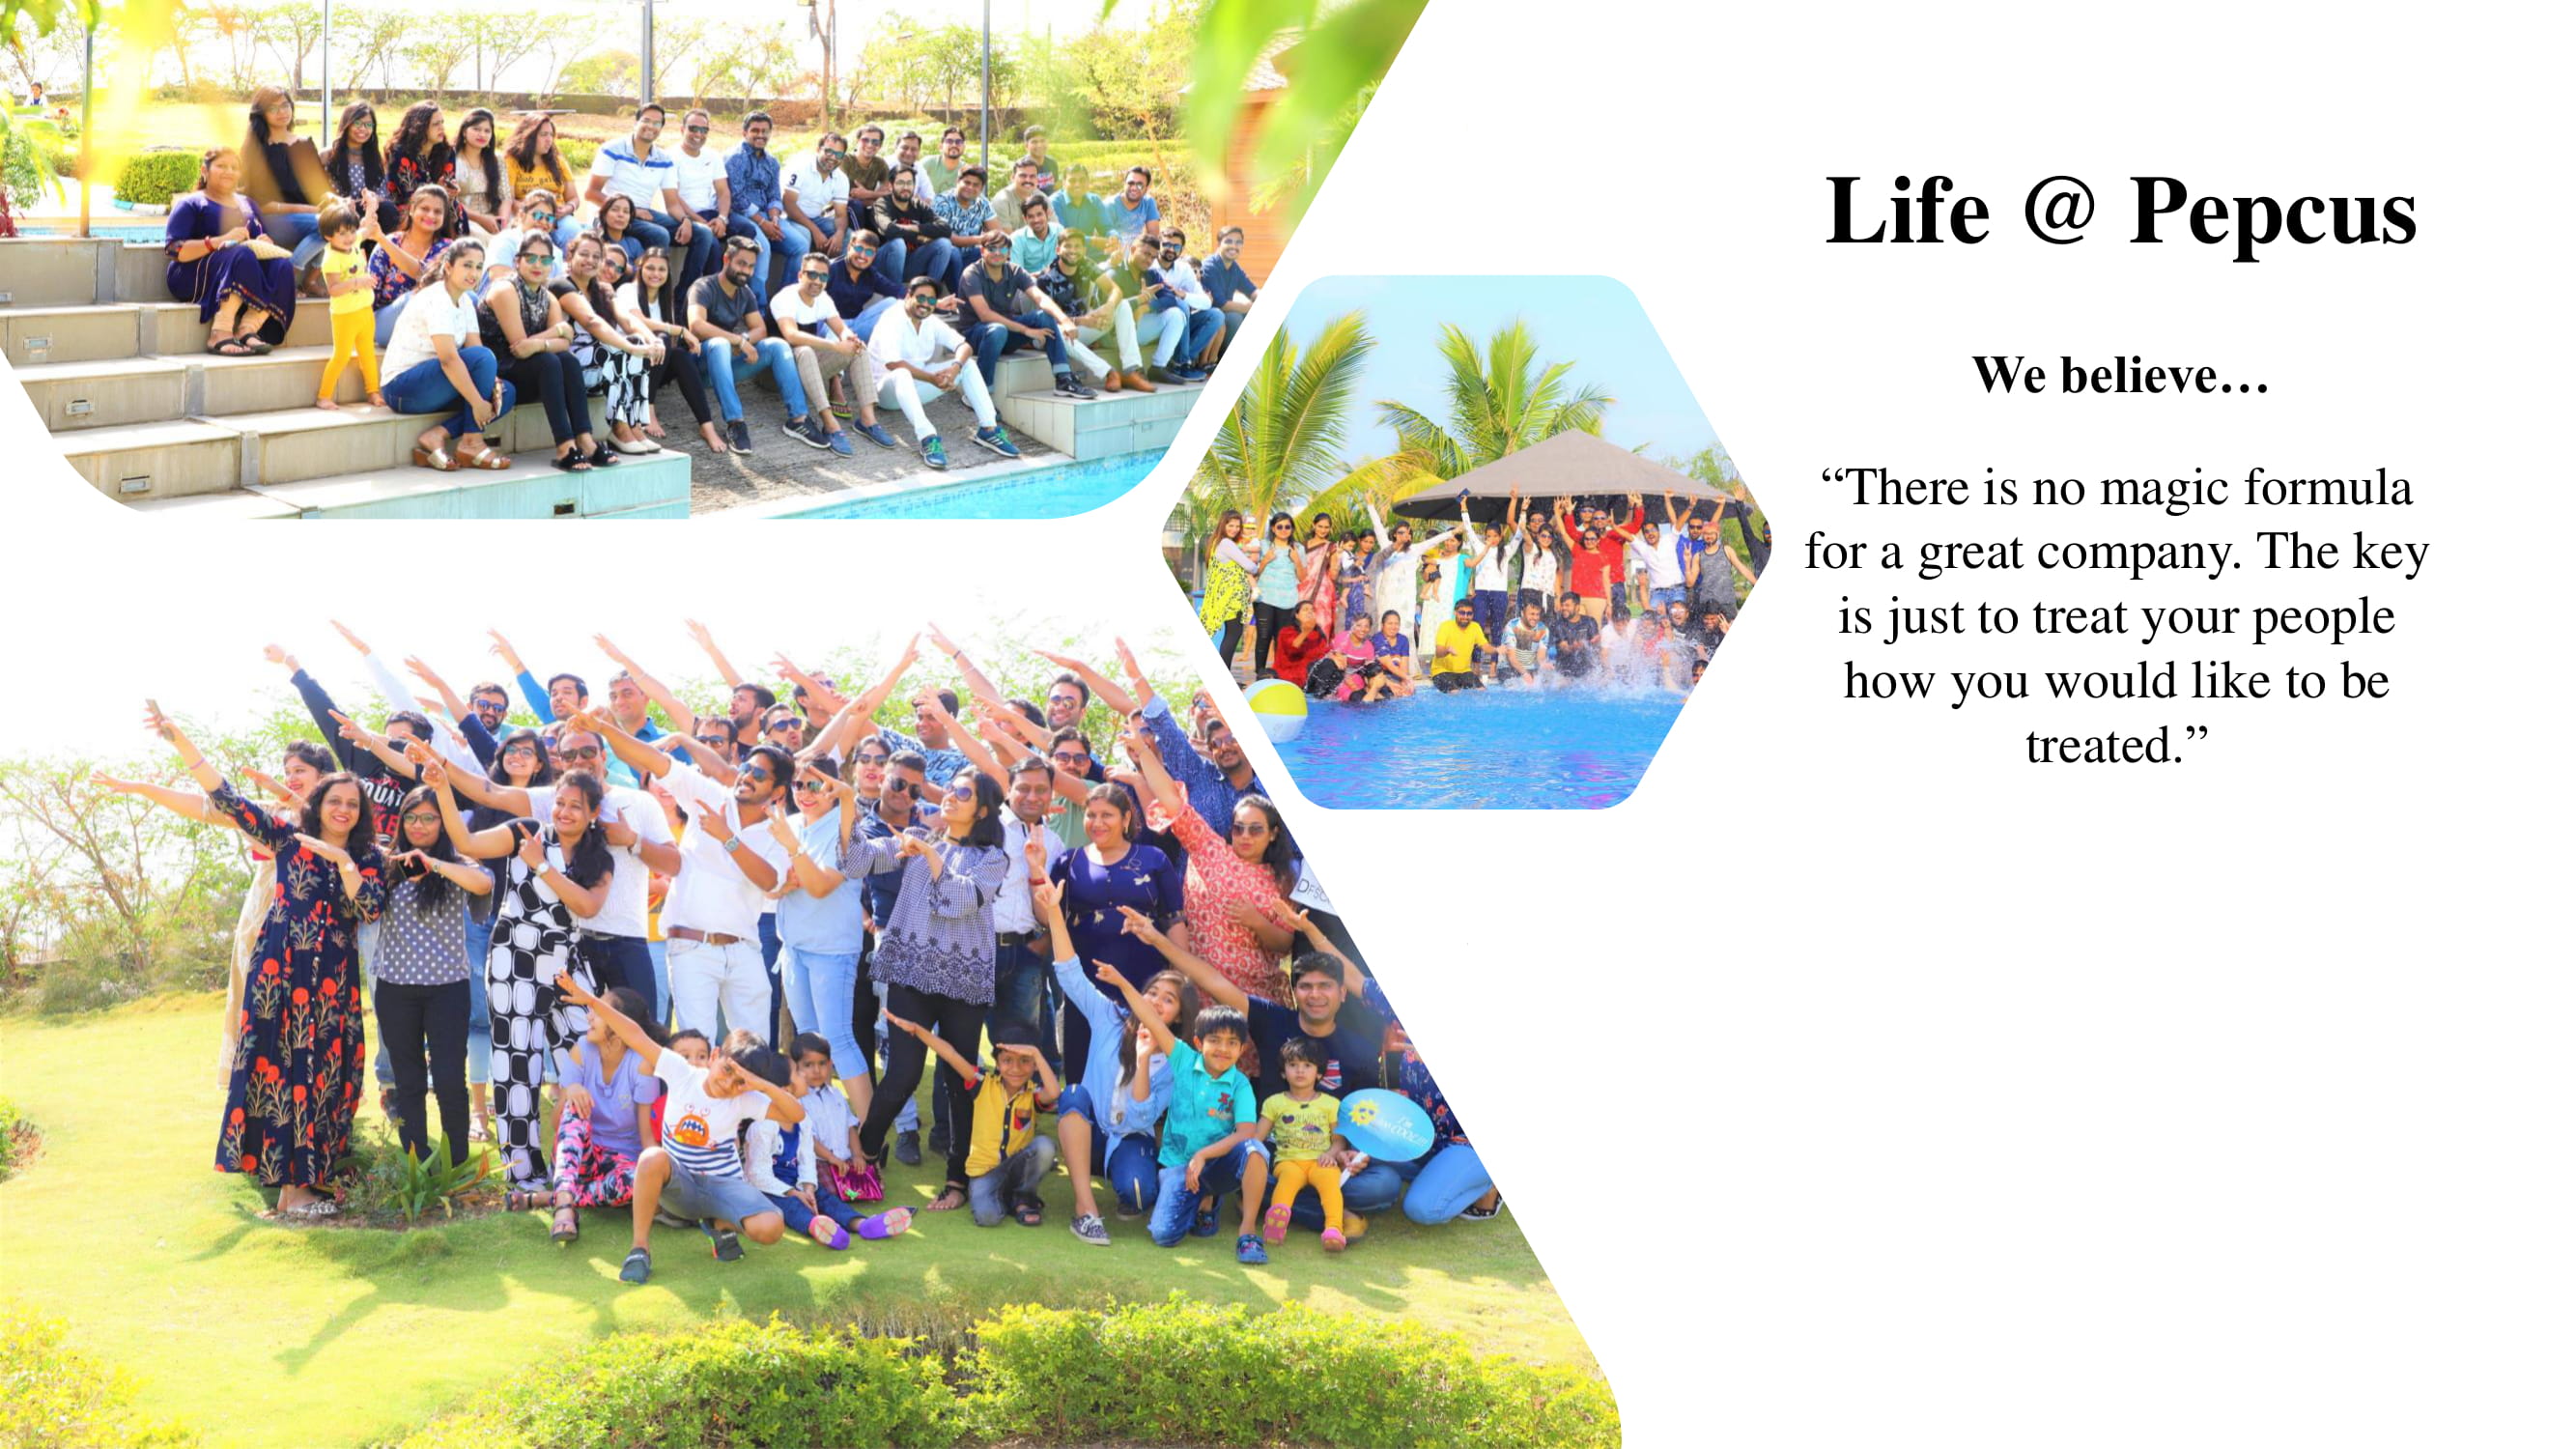 Life @ Pepcus
We believe…
“There is no magic formula
for a great company. The key
is just to treat your people
how you would like to be
treated.”